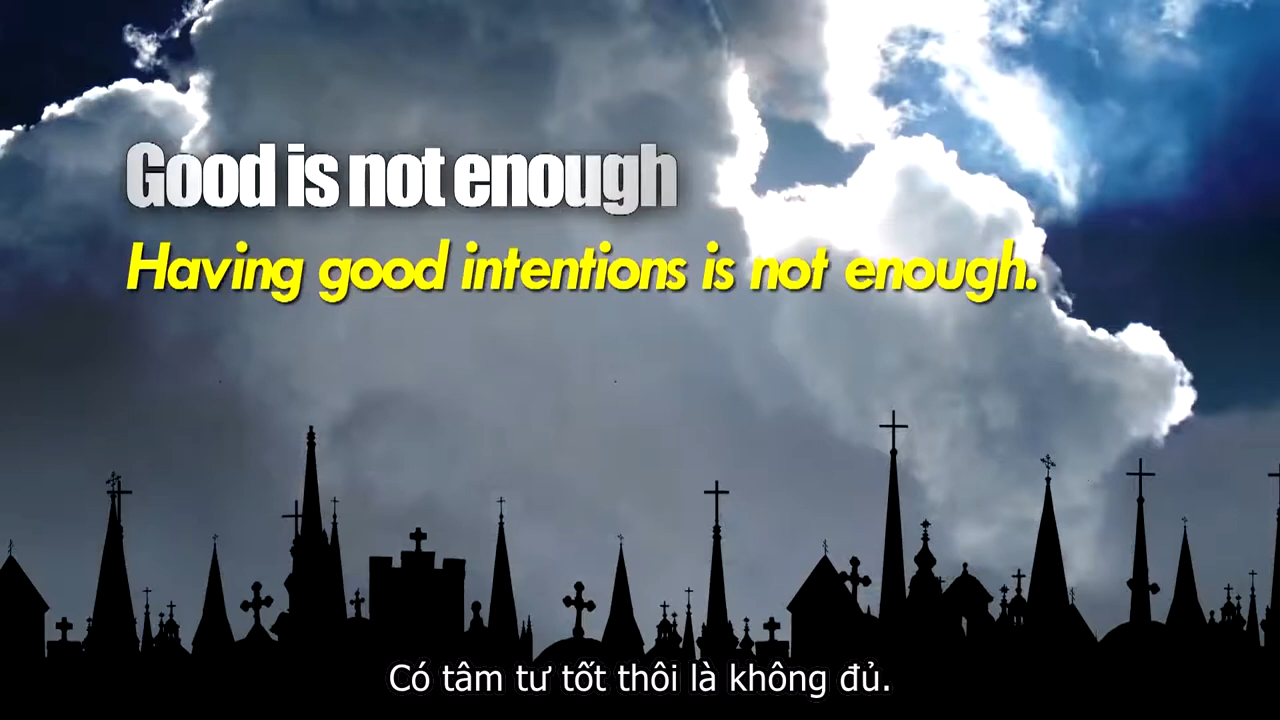 Good is not enough
Having good intentions is not enough.
Có tâm tư tốt thôi là không đủ.